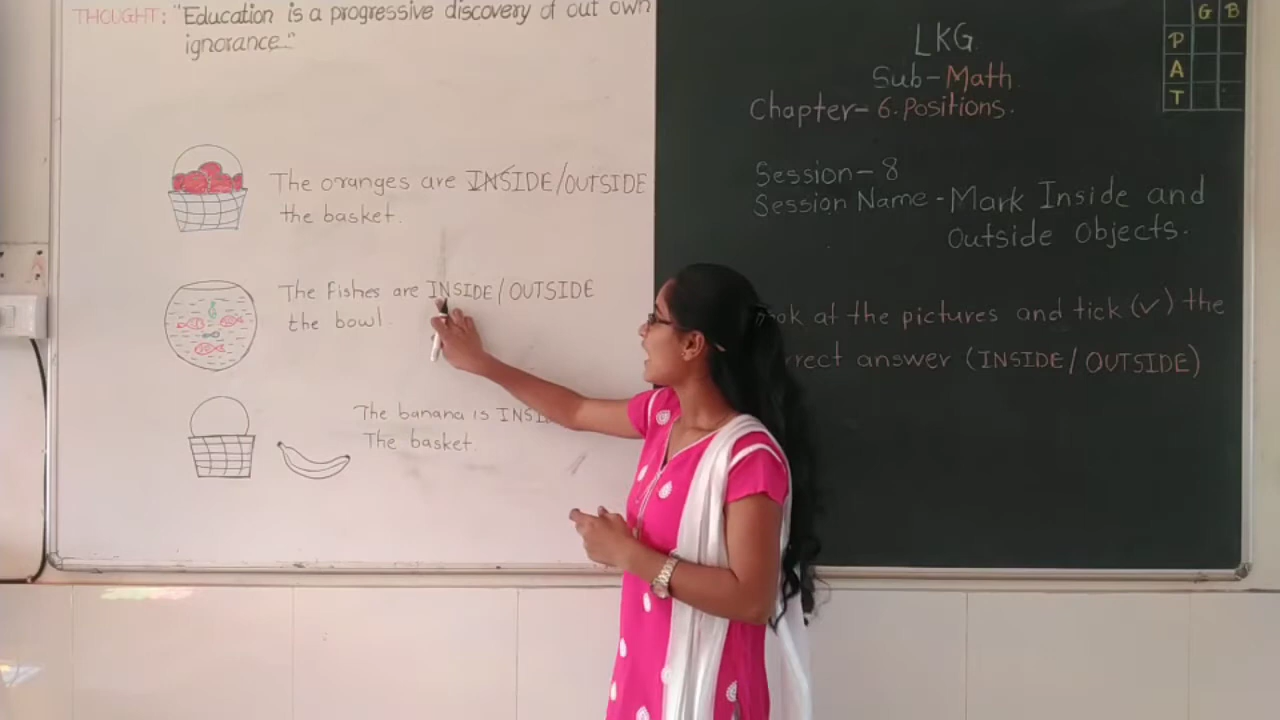 THOUGHT: "Education is a progressive discovery of out own
ignorance..."
The oranges are INSIDE/OUTSIDE
the basket.
The fishes are INSIDE/OUTSIDE
the bowl.
The banana is
The basket.
LKG.
Sub-Math.
Chapter-6.Positions.
Session-8
Session Name-Mark Inside and
Outside Objects.
at the pictures and tick (✓) the
answer (INSIDE/OUTSIDE)
G B
P
A
T